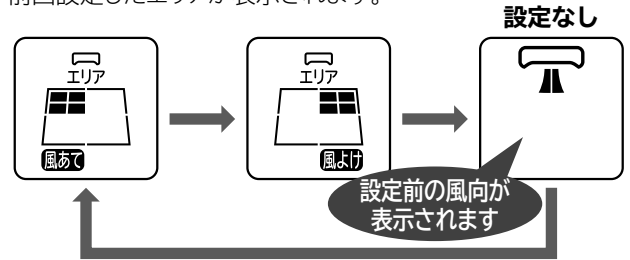 前回設定したエリアが表示されます。
設定なし
エリア
風あて
エリア
風よけ
設定前の風向が
表示されます